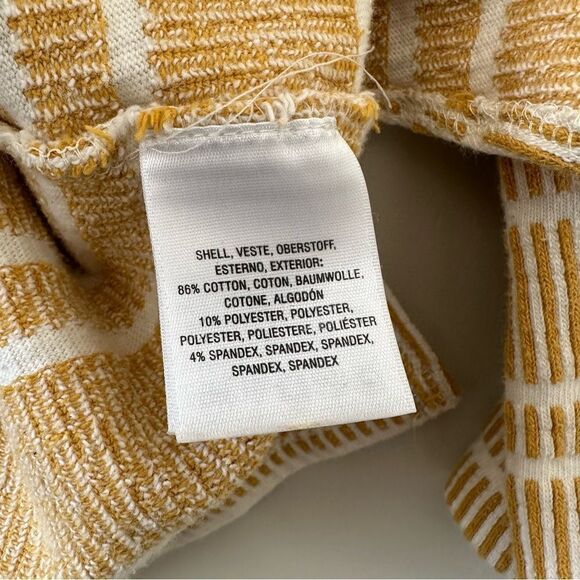 SHELL, VESTE, OBERSTOFF,
ESTERNO, EXTERIOR:
86% COTTON, COTON, BAUMWOLLE,
COTONE, ALGODÓN
10% POLYESTER, POLYESTER,
POLYESTER, POLIESTERE, POLIÉSTER
4% SPANDEX, SPANDEX, SPANDEX,
SPANDEX, SPANDEX